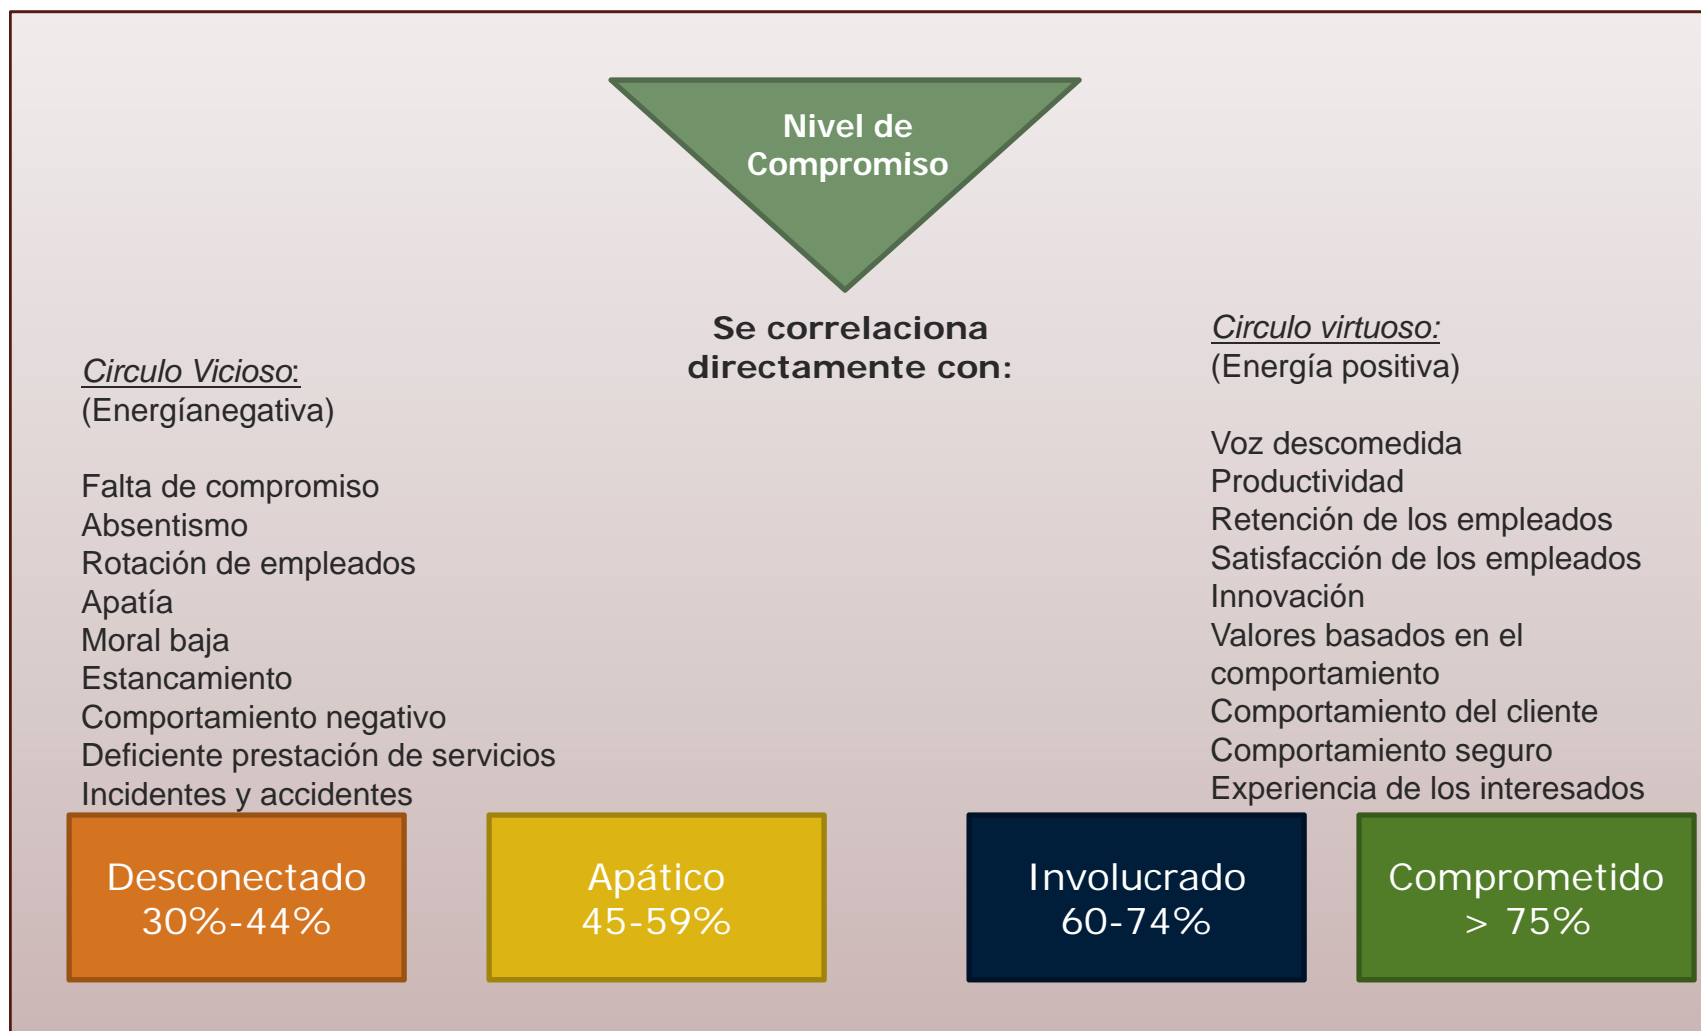 Nivel de
Compromiso
Se correlaciona
directamente con:
Circulo Vicioso:
(Energíanegativa)
Falta de compromiso
Absentismo
Rotación de empleados
Apatía
Moral baja
Estancamiento
Comportamiento negativo
Deficiente prestación de servicios
Incidentes y accidentes
Circulo virtuoso:
(Energía positiva)
Voz descomedida
Productividad
Retención de los empleados
Satisfacción de los empleados
Innovación
Valores basados en el
comportamiento
Comportamiento del cliente
Comportamiento seguro
Experiencia de los interesados
Desconectado
30%-44%
Apático
45-59%
Involucrado
60-74%
Comprometido
> 75%